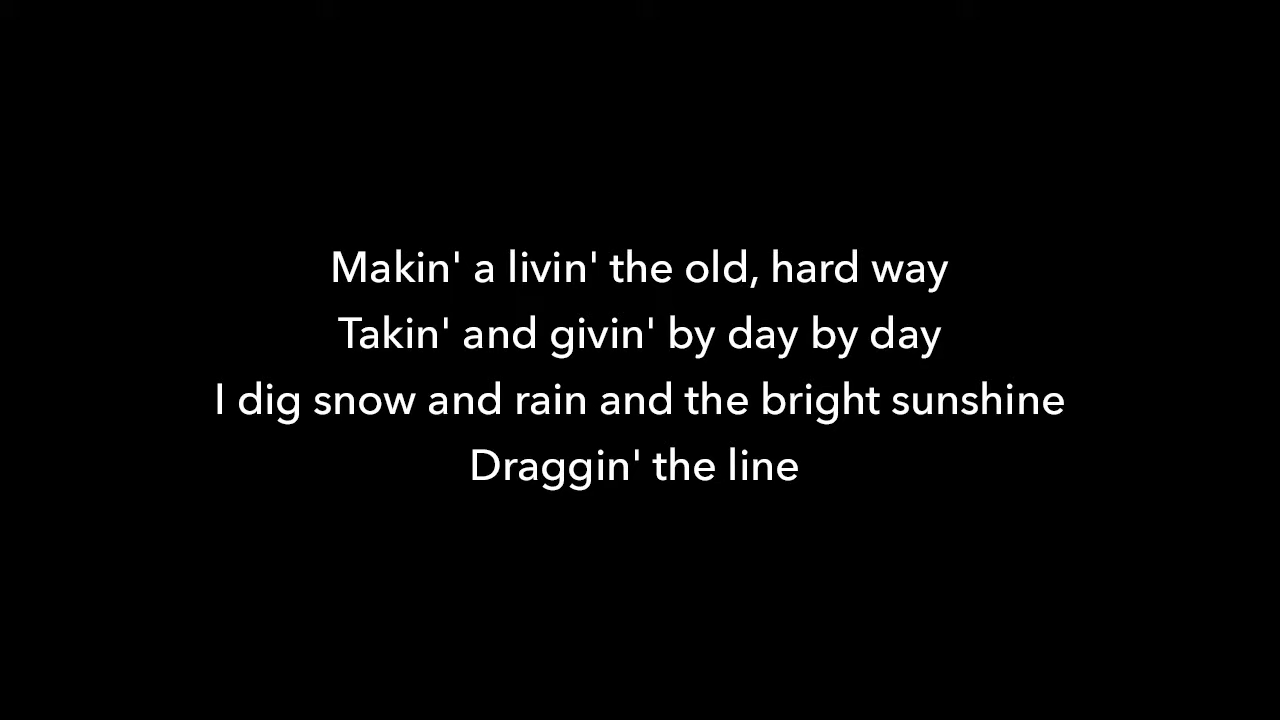 Makin' a livin' the old, hard way
Takin' and givin' by day by day
I dig snow and rain and the bright sunshine
Draggin' the line